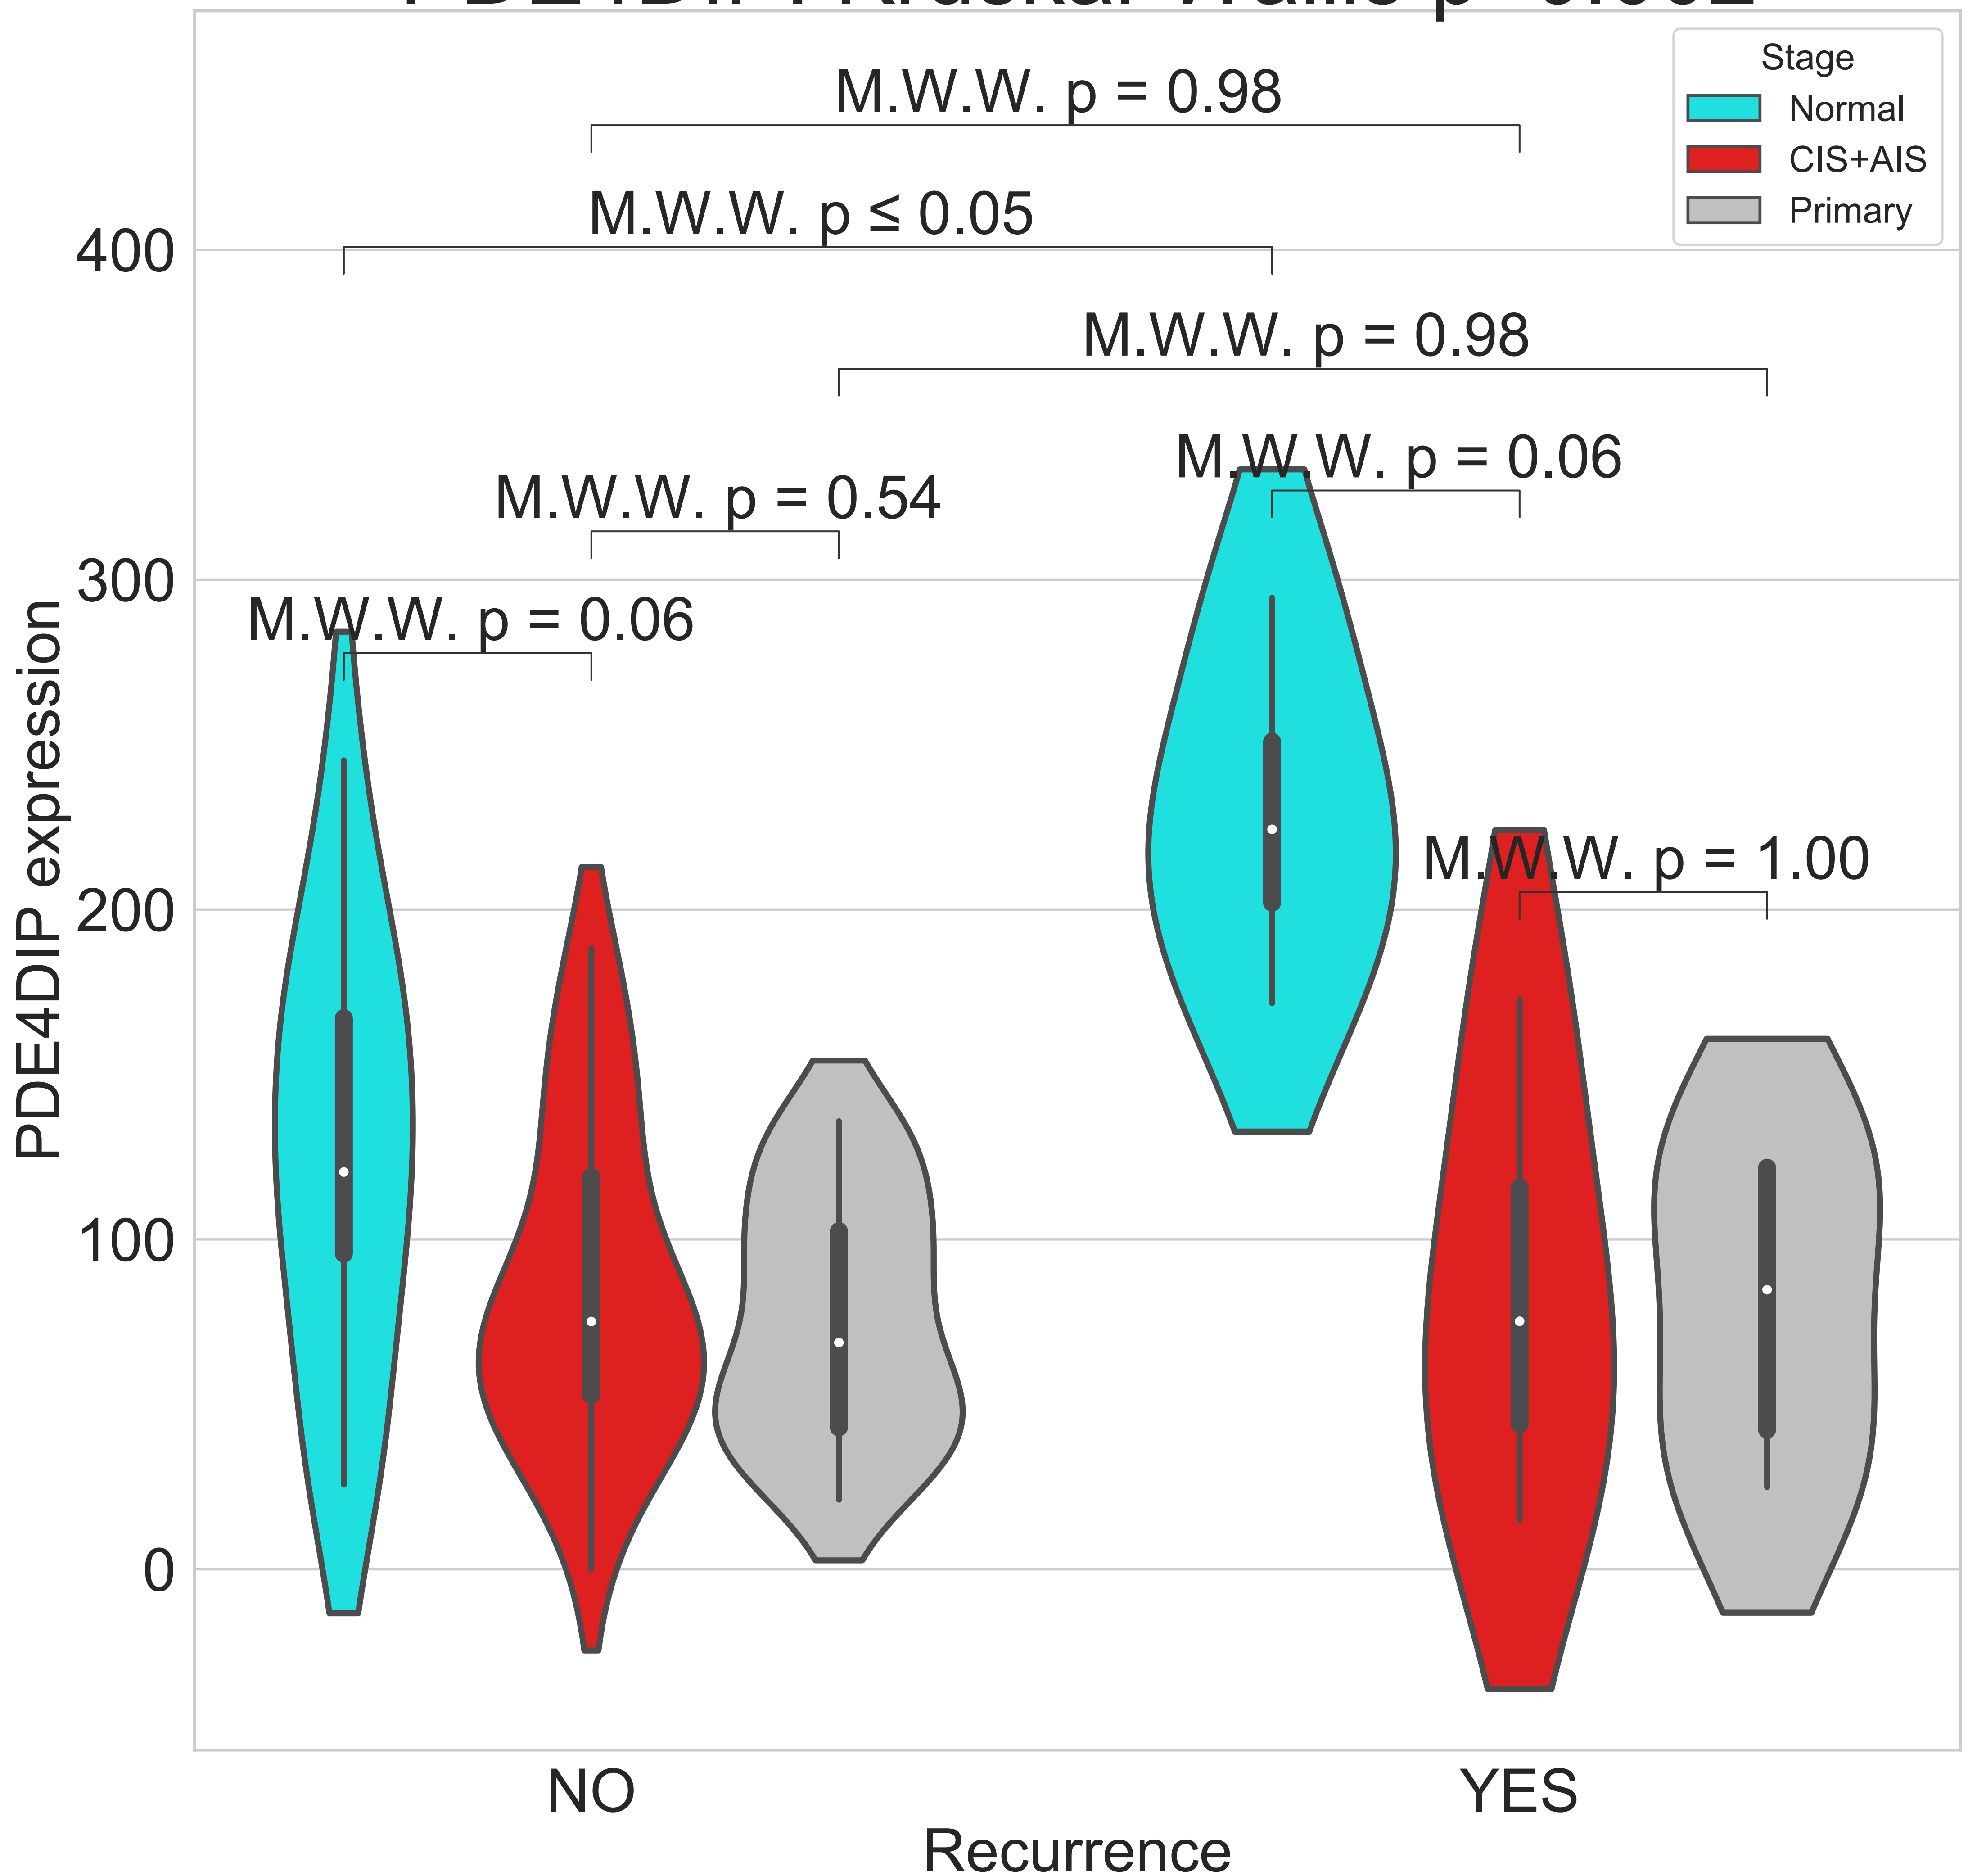 Stage
Normal
CIS+AIS
Primary
M.W.W. p = 0.98
M.W.W. p ≤ 0.05
M.W.W. p = 0.98
M.W.W. p = 0.06
M.W.W. p = 0.54
M.W.W. p = 0.06
M.W.W. p = 1.00
PDE4DIP expression
400
300
200
100
0
NO
YES
Recurrence